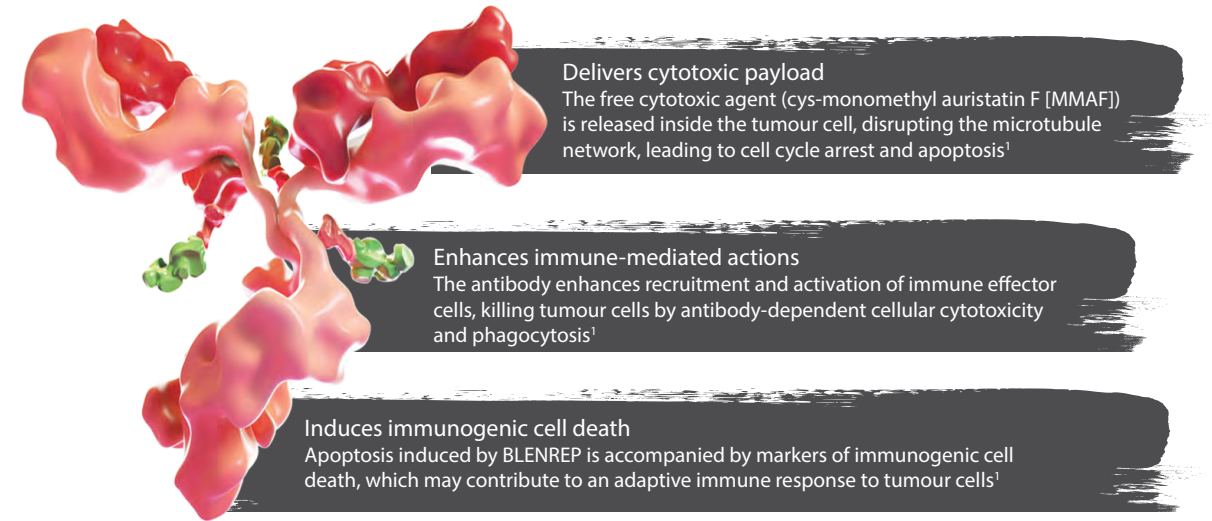 Delivers cytotoxic payload
The free cytotoxic agent (cys-monomethyl auristatin F [MMAF])
is released inside the tumour cell, disrupting the microtubule
network, leading to cell cycle arrest and apoptosis¹
Enhances immune-mediated actions
The antibody enhances recruitment and activation of immune effector
cells, killing tumour cells by antibody-dependent cellular cytotoxicity
and phagocytosis¹
Induces immunogenic cell death
Apoptosis induced by BLENREP is accompanied by markers of immunogenic cell
death, which may contribute to an adaptive immune response to tumour cells¹